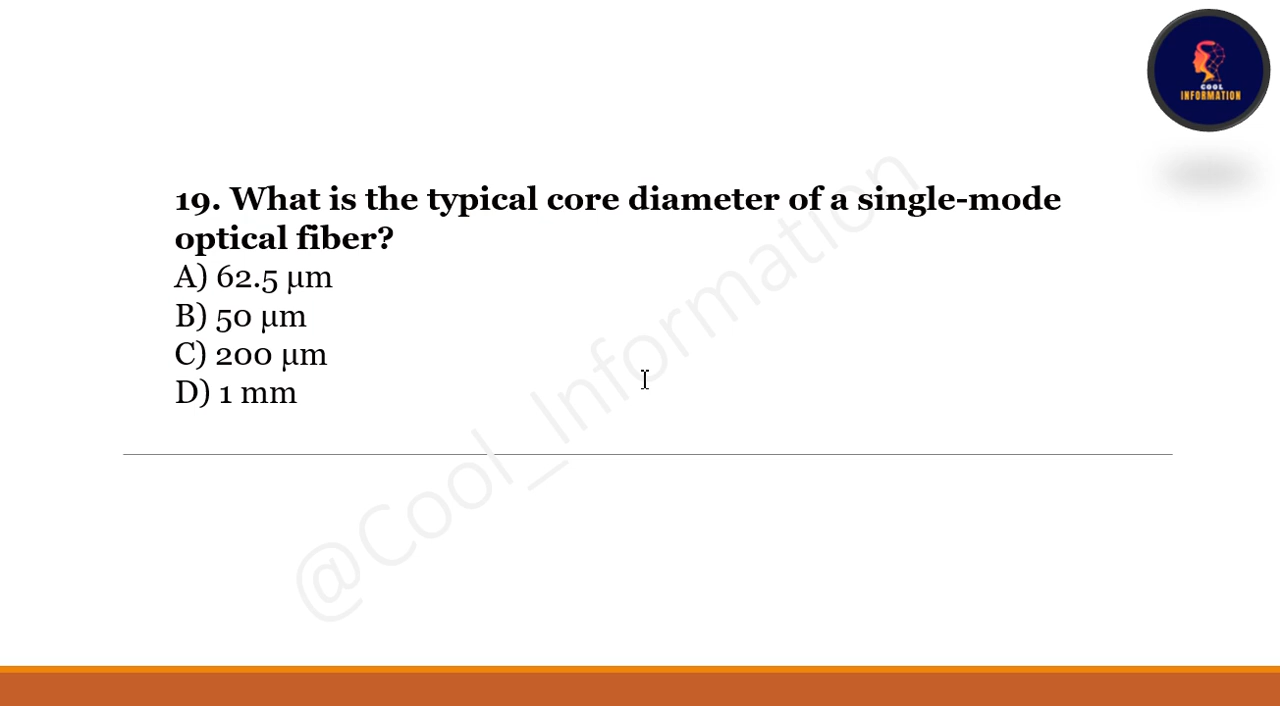 COOL
INFORMATION
19. What is the typical core diameter of a single-mode
optical fiber?
A) 62.5 µm
B) 50 µm
C) 200 µm
D) 1 mm
@Cool_Information